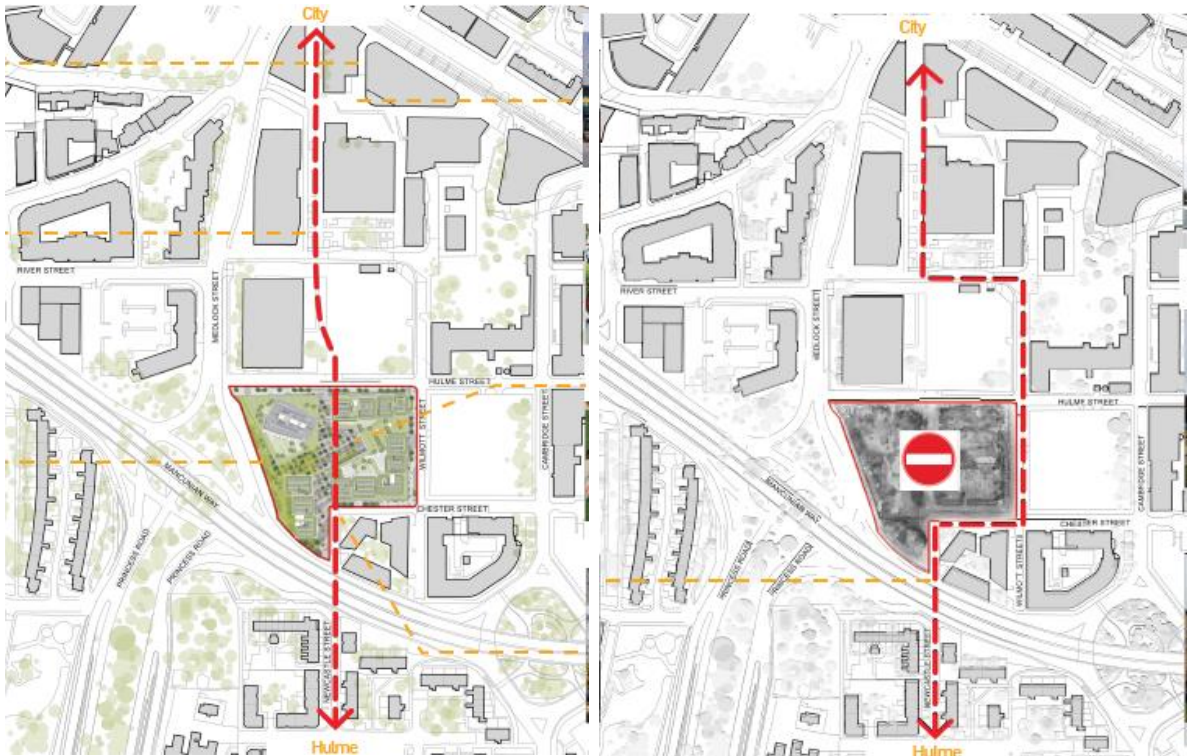 City
RIVER STREET
MEDLOCK STREET
HULME STREET
WILMOTT STREET
CAMBRIDGE STREET
MANCUNIAN WAY
CHESTER STREET
PRINCESS ROAD
PRINCESS ROAD
NEWCASTLE STREET
Hulme
City
RIVER STREET
MEDLOCK STREET
HULME STREET
CAMBRIDGE STREET
MANCUNIAN WAY
CHESTER STREET
PRINCESS ROAD
PRINCESS ROAD
WILMOTT STREET
NEWCASTLE STREET
Hulme